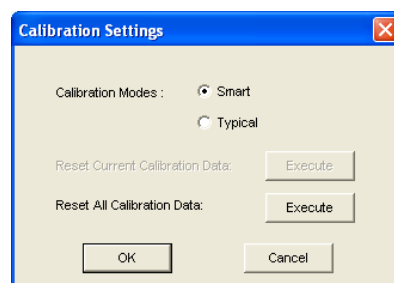 Calibration Settings
Calibration Modes : Smart
Typical
Reset Current Calibration Data: Execute
Reset All Calibration Data: Execute
OK Cancel